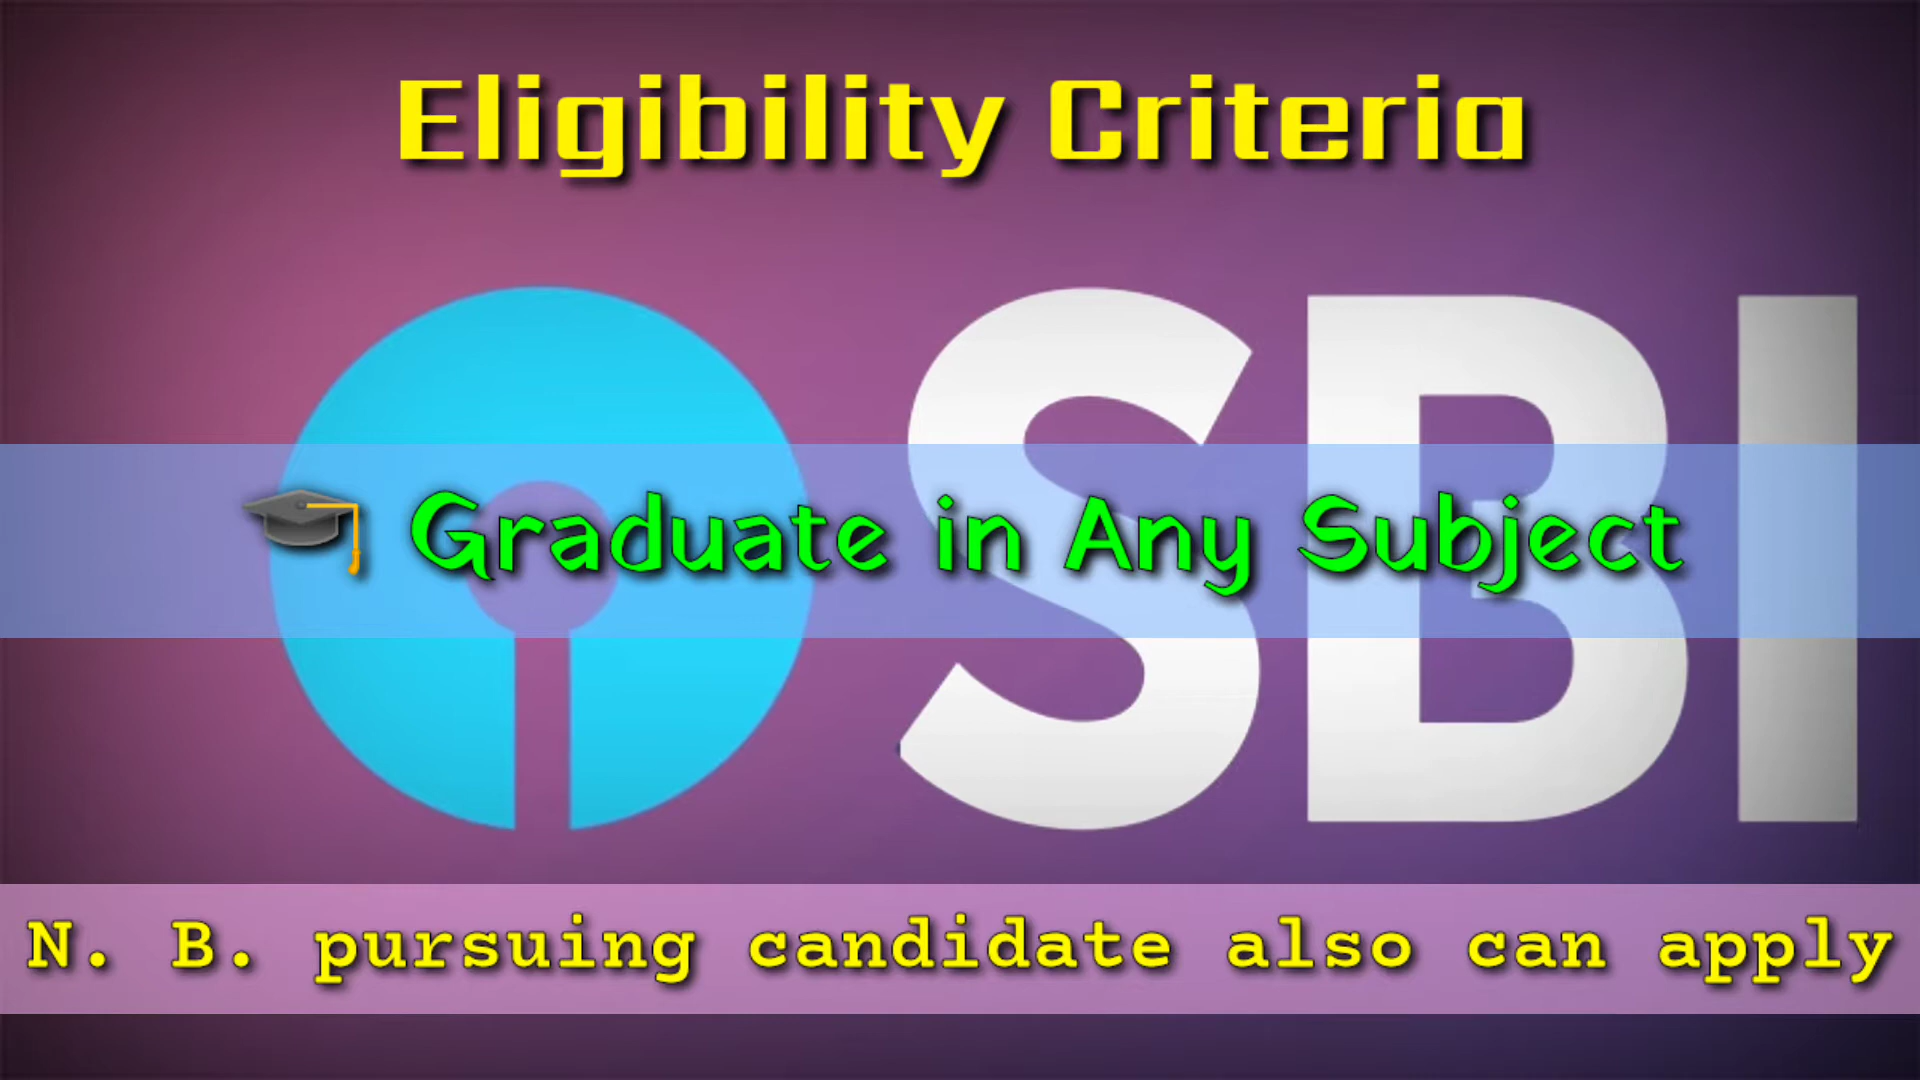 Eligibility Criteria
SBI
🎓 Graduate in Any Subject
N. B. pursuing candidate also can apply